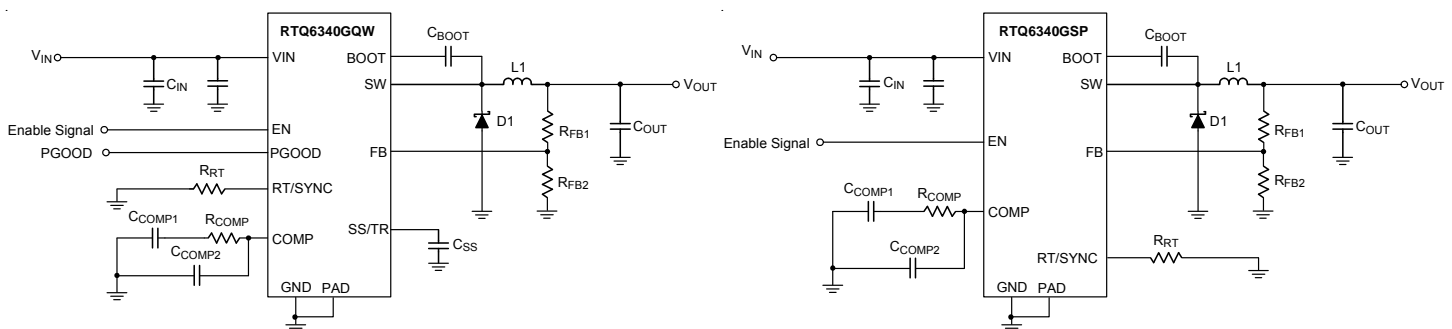 RTQ6340GQW
VIN
VIN
CIN
BOOT
CBOOT
SW
L1
VOUT
D1
RFB1
COUT
Enable Signal
EN
PGOOD
PGOOD
FB
RFB2
RRT
RT/SYNC
CCOMP1
RCOMP
COMP
CCOMP2
SS/TR
CSS
GND
PAD
RTQ6340GSP
VIN
VIN
CIN
BOOT
CBOOT
SW
L1
VOUT
D1
RFB1
COUT
Enable Signal
EN
FB
RFB2
CCOMP1
RCOMP
COMP
CCOMP2
RT/SYNC
RRT
GND
PAD